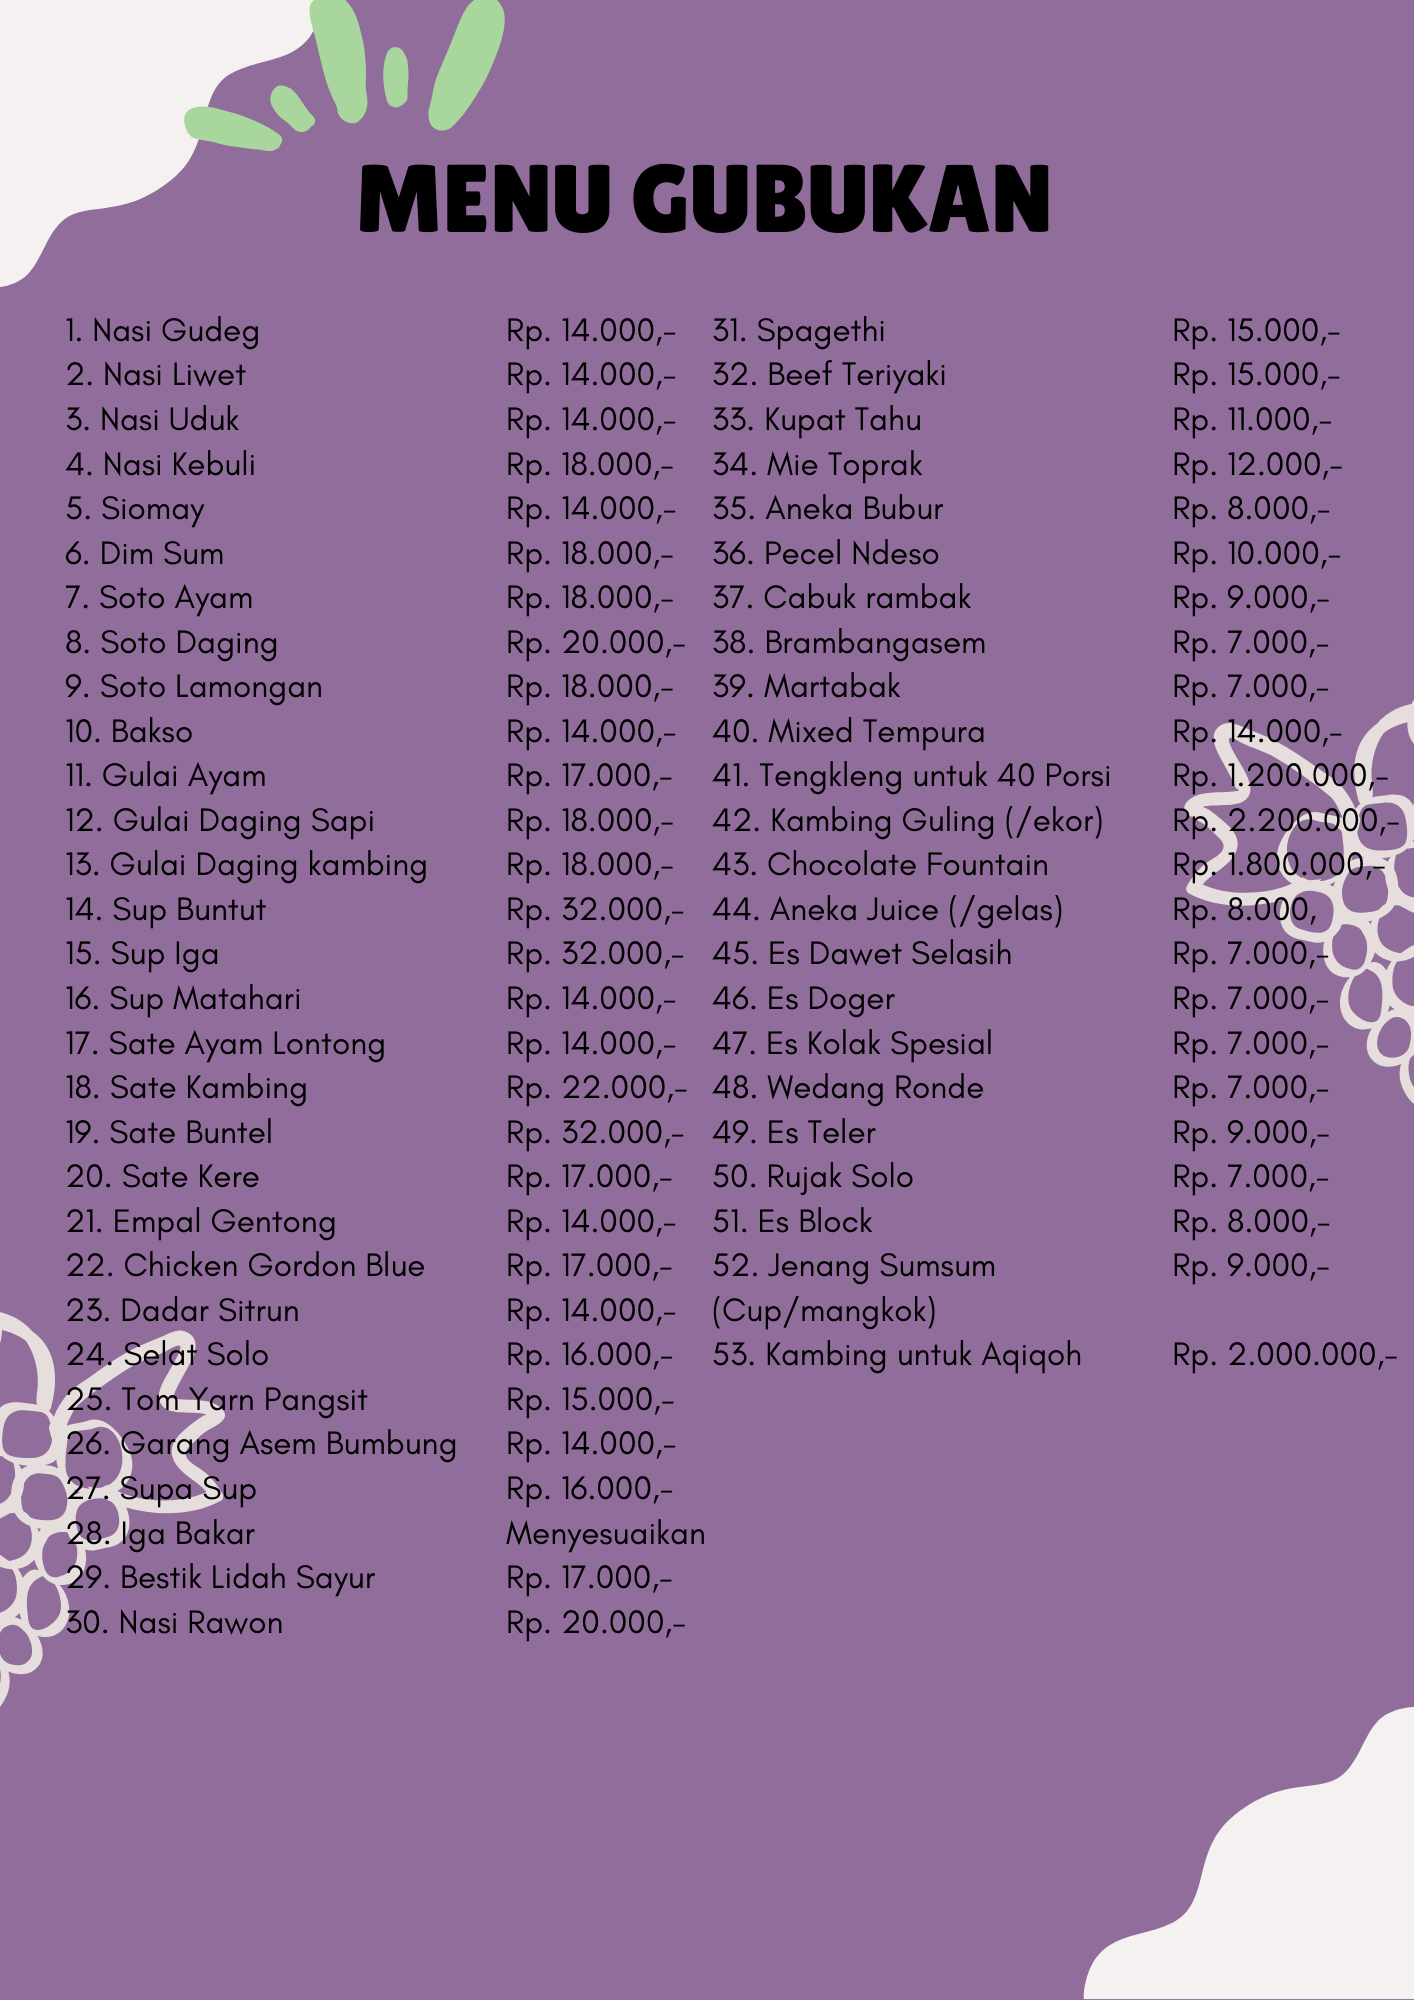 MENU GUBUKAN
1. Nasi Gudeg Rp. 14.000,-
2. Nasi Liwet Rp. 14.000,-
3. Nasi Uduk Rp. 14.000,-
4. Nasi Kebuli Rp. 18.000,-
5. Siomay Rp. 14.000,-
6. Dim Sum Rp. 18.000,-
7. Soto Ayam Rp. 18.000,-
8. Soto Daging Rp. 20.000,-
9. Soto Lamongan Rp. 18.000,-
10. Bakso Rp. 14.000,-
11. Gulai Ayam Rp. 17.000,-
12. Gulai Daging Sapi Rp. 18.000,-
13. Gulai Daging kambing Rp. 18.000,-
14. Sup Buntut Rp. 32.000,-
15. Sup Iga Rp. 32.000,-
16. Sup Matahari Rp. 14.000,-
17. Sate Ayam Lontong Rp. 14.000,-
18. Sate Kambing Rp. 22.000,-
19. Sate Buntel Rp. 32.000,-
20. Sate Kere Rp. 17.000,-
21. Empal Gentong Rp. 14.000,-
22. Chicken Gordon Blue Rp. 17.000,-
23. Dadar Sitrun Rp. 14.000,-
24. Selat Solo Rp. 16.000,-
25. Tom Yarn Pangsit Rp. 15.000,-
26. Garang Asem Bumbung Rp. 14.000,-
27. Supa Sup Rp. 16.000,-
28. Iga Bakar Menyesuaikan
29. Bestik Lidah Sayur Rp. 17.000,-
30. Nasi Rawon Rp. 20.000,-
31. Spagethi Rp. 15.000,-
32. Beef Teriyaki Rp. 15.000,-
33. Kupat Tahu Rp. 11.000,-
34. Mie Toprak Rp. 12.000,-
35. Aneka Bubur Rp. 8.000,-
36. Pecel Ndeso Rp. 10.000,-
37. Cabuk rambak Rp. 9.000,-
38. Brambangasem Rp. 7.000,-
39. Martabak Rp. 7.000,-
40. Mixed Tempura Rp. 14.000,-
41. Tengkleng untuk 40 Porsi Rp. 1.200.000,-
42. Kambing Guling (/ekor) Rp. 2.200.000,-
43. Chocolate Fountain Rp. 1.800.000,-
44. Aneka Juice (/gelas) Rp. 8.000,
45. Es Dawet Selasih Rp. 7.000,-
46. Es Doger Rp. 7.000,-
47. Es Kolak Spesial Rp. 7.000,-
48. Wedang Ronde Rp. 7.000,-
49. Es Teler Rp. 9.000,-
50. Rujak Solo Rp. 7.000,-
51. Es Block Rp. 8.000,-
52. Jenang Sumsum Rp. 9.000,-
(Cup/mangkok)
53. Kambing untuk Aqiqoh Rp. 2.000.000,-